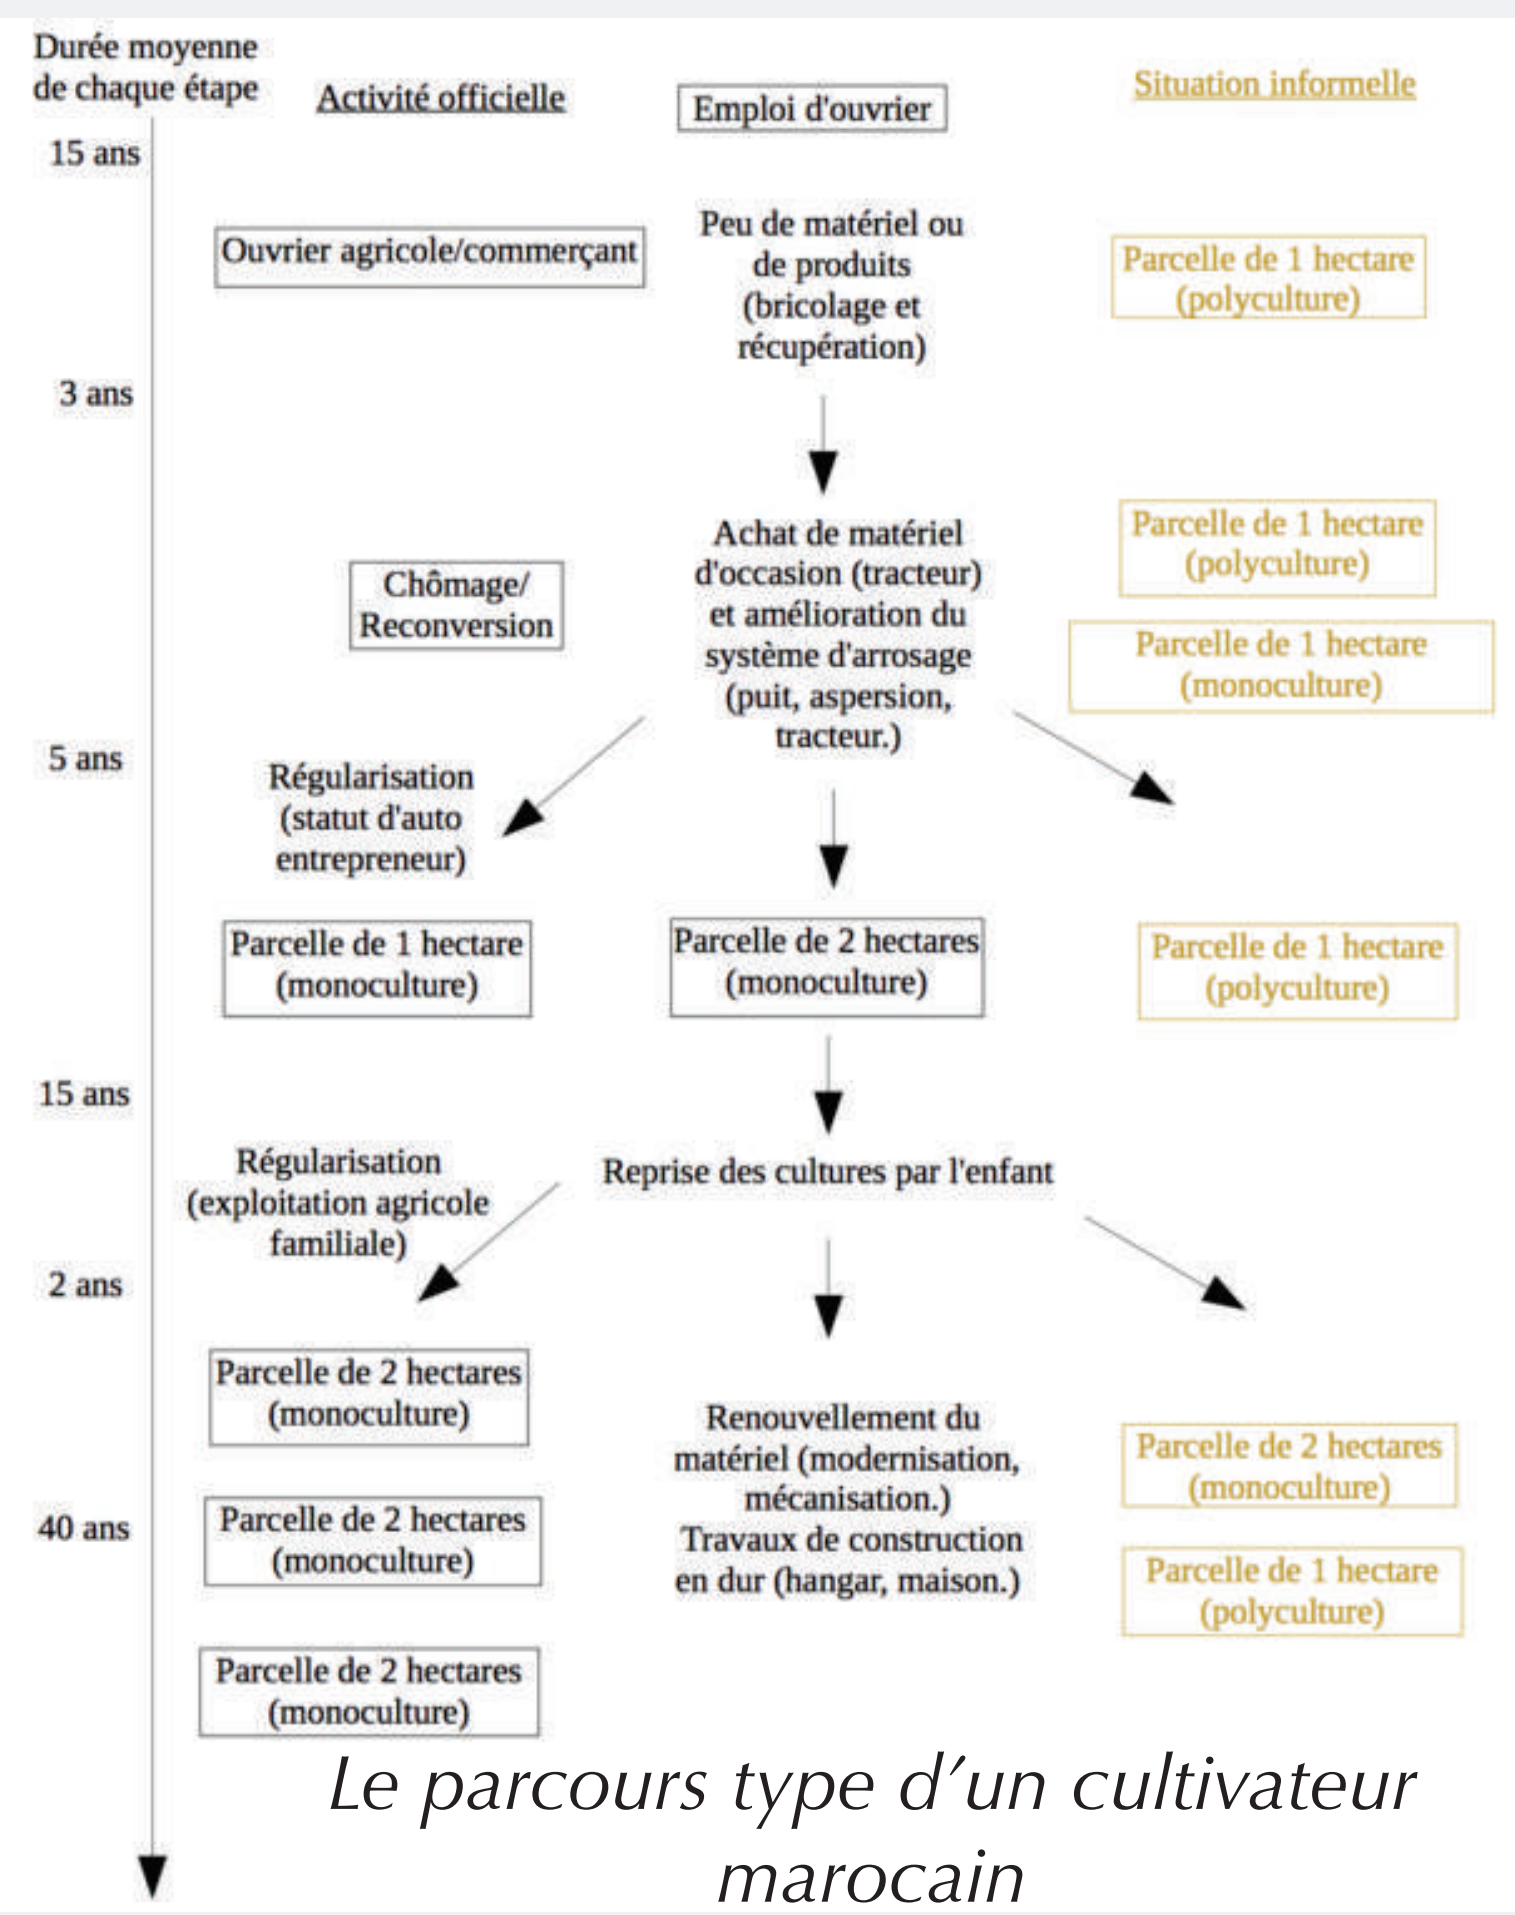 Durée moyenne
de chaque étape
Activité officielle
Emploi d'ouvrier
Situation informelle
15 ans
Ouvrier agricole/commerçant
Peu de matériel ou
de produits
(bricolage et
récupération)
Parcelle de 1 hectare
(polyculture)
3 ans
Chômage/
Reconversion
Achat de matériel
d'occasion (tracteur)
et amélioration du
système d'arrosage
(puit, aspersion,
tracteur.)
Parcelle de 1 hectare
(polyculture)
Parcelle de 1 hectare
(monoculture)
5 ans
Régularisation
(statut d'auto
entrepreneur)
Parcelle de 1 hectare
(monoculture)
Parcelle de 2 hectares
(monoculture)
Parcelle de 1 hectare
(polyculture)
15 ans
Régularisation
(exploitation agricole
familiale)
Reprise des cultures par l'enfant
2 ans
Parcelle de 2 hectares
(monoculture)
Renouvellement du
matériel (modernisation,
mécanisation.)
Travaux de construction
en dur (hangar, maison.)
Parcelle de 2 hectares
(monoculture)
40 ans
Parcelle de 2 hectares
(monoculture)
Parcelle de 1 hectare
(polyculture)
Parcelle de 2 hectares
(monoculture)
Le parcours type d'un cultivateur
marocain